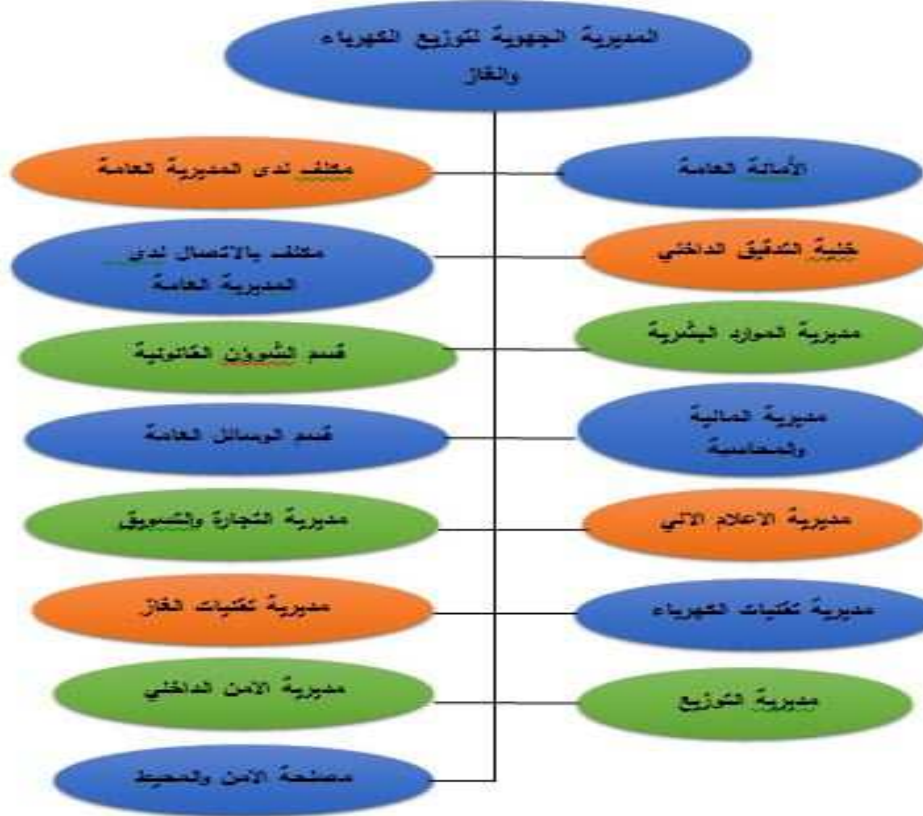 المديرية الجهوية لتوزيع الكهرباء
والغاز
الأمانة العامة
مكلف لدى المديرية العامة
خلية التدقيق الداخلي
مكلف بالاتصال لدى
المديرية العامة
مديرية الموارد البشرية
قسم الشوؤن القانونية
مديرية المالية
والمحاسبة
قسم الوسائل العامة
مديرية الاعلام الالي
مديرية التجارة والتسويق
مديرية تقنيات الكهرباء
مديرية تقنيات الغاز
مديرية التوزيع
مديرية الامن الداخلي
مصلحة الامن والمحيط